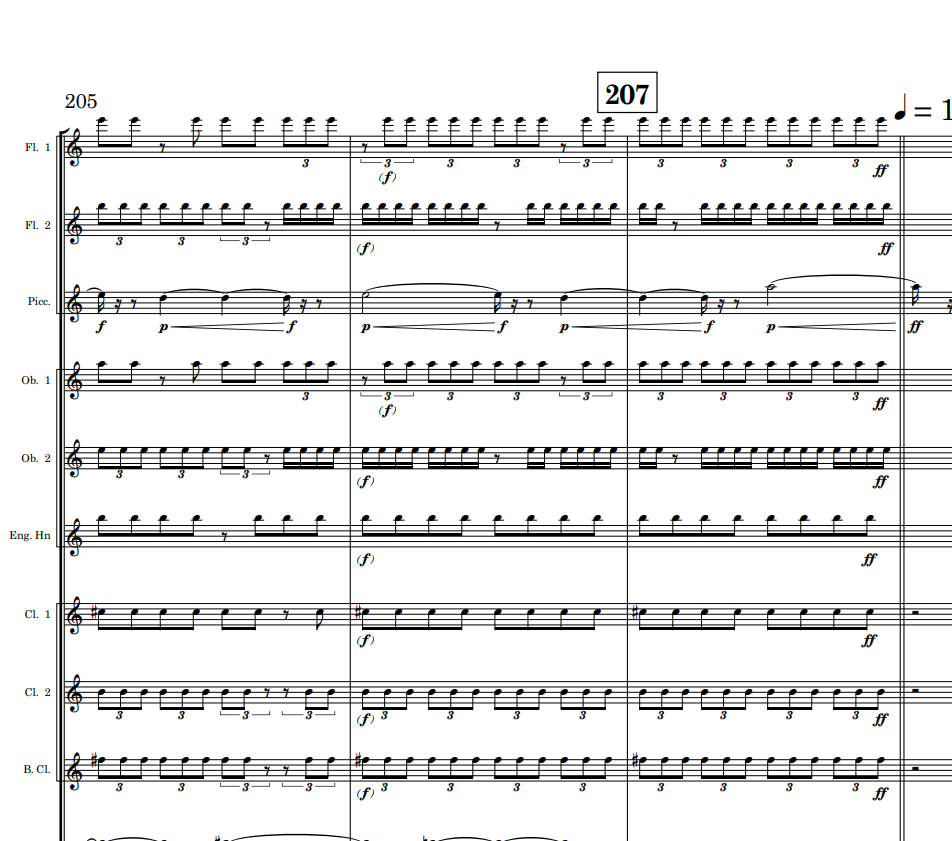 207
205
♩ = 1
Fl. 1
3
3 3 3 3
3 3 3 3
(f)
ff
Fl. 2
3 3 3
(f)
ff
Picc.
f p f p f p f p ff
Ob. 1
3
3 3 3 3
3 3 3 3
(f)
ff
Ob. 2
3 3 3
(f)
ff
Eng. Hn
(f)
ff
Cl. 1
(f)
ff
Cl. 2
3 3 3 3
(f) 3 3 3 3
3 3 3 3 ff
B. Cl.
3 3 3 3
3 3 3 3
3 3 3 3
(f)
ff